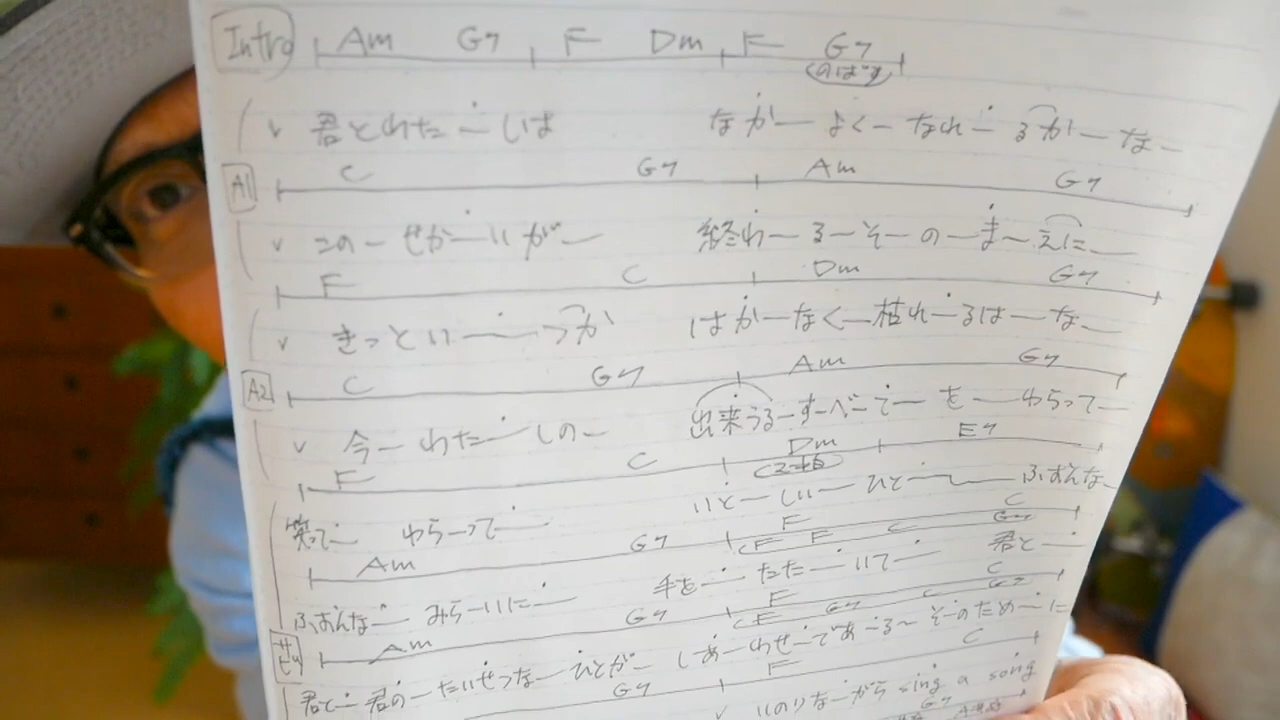 Intro Am G7 F Dm F G7
(のばす)
君とわたーしは なかーよくーなれーるかーなー
A1 C G7 Am G7
このーせかーいがー 終わーるーそーのーまーえにー
F C Dm G7
きっといーーつか はかーなくー枯れーるはーなー
A2 C G7 Am G7
今ーわたーしのー 出来うるーすーべーてーをーわらってー
F C Dm E7
(2拍)
笑ってー わらーってー いとーしいーひとーー ふおんなー
Am G7 F C
F F C G7
ふおんなー みらーいにー 手をーたたーいてー 君とー
サビ Am G7 F C
F G7 C
君とー君のーたいせつなーひとがー しあーわせーであーるーそのためーに
G7 F C
いのりなーがら sing a song
G7